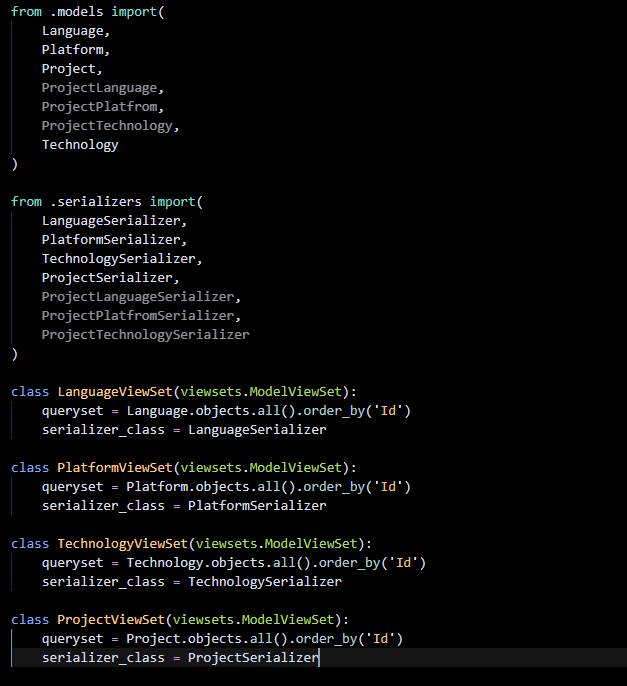 from .models import(
    Language,
    Platform,
    Project,
    ProjectLanguage,
    ProjectPlatfrom,
    ProjectTechnology,
    Technology
)
from .serializers import(
    LanguageSerializer,
    PlatformSerializer,
    TechnologySerializer,
    ProjectSerializer,
    ProjectLanguageSerializer,
    ProjectPlatfromSerializer,
    ProjectTechnologySerializer
)
class LanguageViewSet(viewsets.ModelViewSet):
    queryset = Language.objects.all().order_by('Id')
    serializer_class = LanguageSerializer
class PlatformViewSet(viewsets.ModelViewSet):
    queryset = Platform.objects.all().order_by('Id')
    serializer_class = PlatformSerializer
class TechnologyViewSet(viewsets.ModelViewSet):
    queryset = Technology.objects.all().order_by('Id')
    serializer_class = TechnologySerializer
class ProjectViewSet(viewsets.ModelViewSet):
    queryset = Project.objects.all().order_by('Id')
    serializer_class = ProjectSerializer